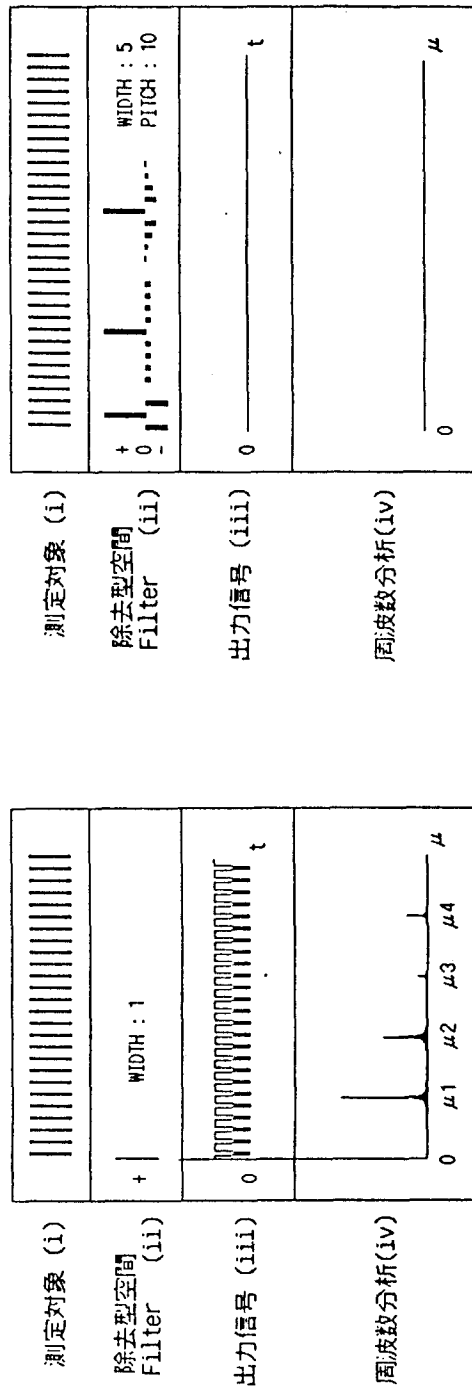 測定対象 (i)
除去型空間
Filter (ii)
+
WIDTH : 1
出力信号 (iii)
0
t
周波数分析(iv)
0
μ1
μ2
μ3
μ4
μ
測定対象 (i)
除去型空間
Filter (ii)
+
0
-
WIDTH : 5
PITCH : 10
出力信号 (iii)
0
t
周波数分析(iv)
0
μ